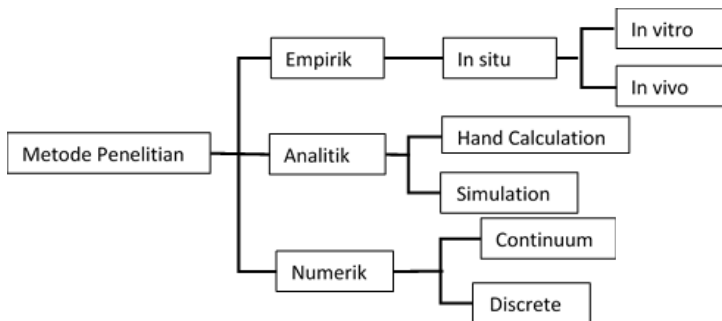 Metode Penelitian
Empirik
In situ
In vitro
In vivo
Analitik
Hand Calculation
Simulation
Numerik
Continuum
Discrete